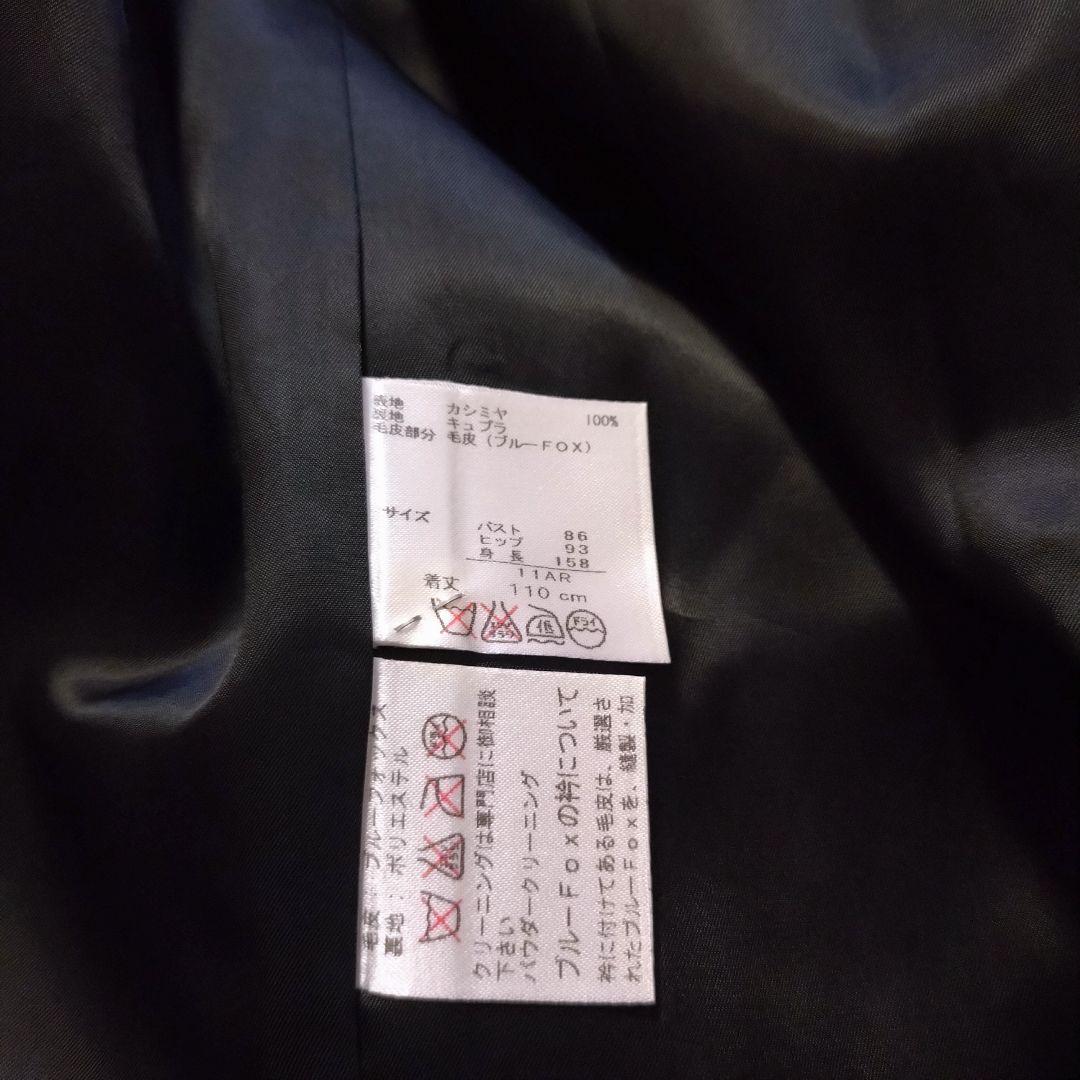 表地 カシミヤ 100%
裏地 キュプラ
毛皮部分 毛皮(ブルーFOX)
サイズ
バスト 86
ヒップ 93
身長 158
11AR
着丈 110 cm
低 ドライ
毛皮:ブルーフォックス
裏地:ポリエステル
クリーニングは専門店に御相談
下さい
パウダークリーニング
ブルーFoxの衿について
衿に付けてある毛皮は、厳選さ
れたブルーFoxを、縫製・加